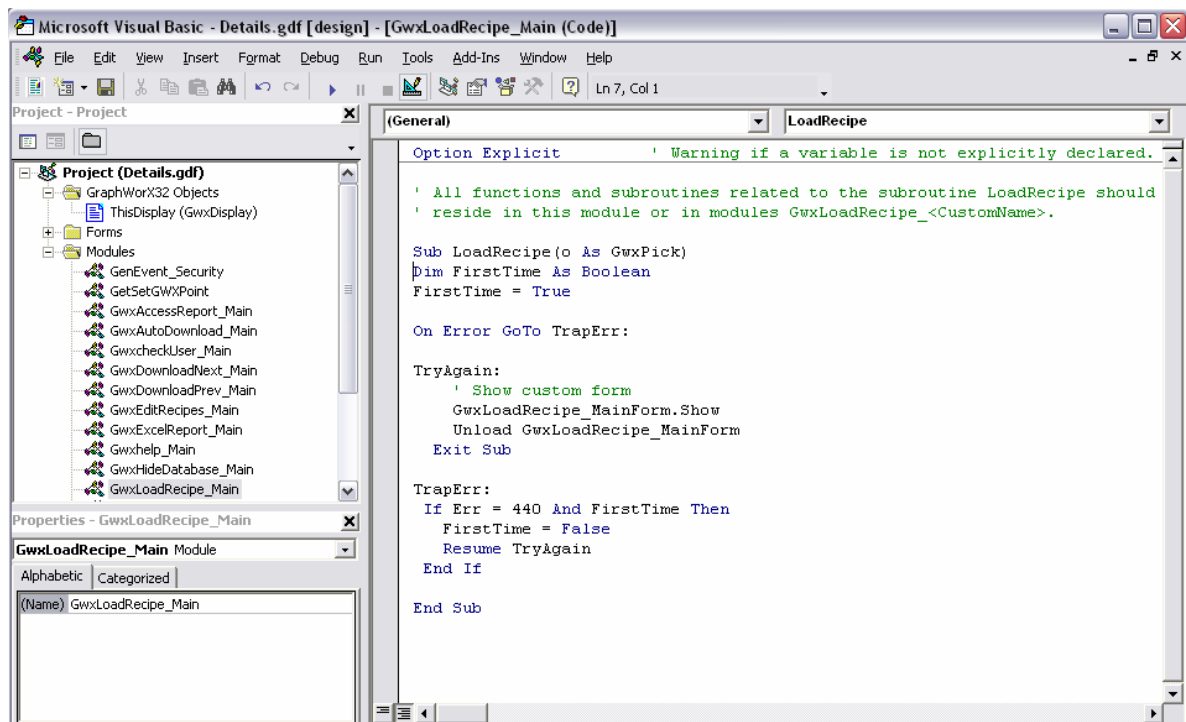 Microsoft Visual Basic - Details.gdf [design] - [GwxLoadRecipe_Main (Code)]
File Edit View Insert Format Debug Run Tools Add-Ins Window Help
Ln 7, Col 1
Project - Project
Project (Details.gdf)
GraphWorX32 Objects
ThisDisplay (GwxDisplay)
Forms
Modules
GenEvent_Security
GetSetGWXPoint
GwxAccessReport_Main
GwxAutoDownload_Main
GwxcheckUser_Main
GwxDownloadNext_Main
GwxDownloadPrev_Main
GwxEditRecipes_Main
GwxExcelReport_Main
Gwxhelp_Main
GwxHideDatabase_Main
GwxLoadRecipe_Main
Properties - GwxLoadRecipe_Main
GwxLoadRecipe_Main Module
Alphabetic Categorized
(Name) GwxLoadRecipe_Main
(General) LoadRecipe
Option Explicit ' Warning if a variable is not explicitly declared.
' All functions and subroutines related to the subroutine LoadRecipe should
' reside in this module or in modules GwxLoadRecipe_<CustomName>.
Sub LoadRecipe(o As GwxPick)
Dim FirstTime As Boolean
FirstTime = True
On Error GoTo TrapErr:
TryAgain:
' Show custom form
GwxLoadRecipe_MainForm.Show
Unload GwxLoadRecipe_MainForm
Exit Sub
TrapErr:
If Err = 440 And FirstTime Then
FirstTime = False
Resume TryAgain
End If
End Sub